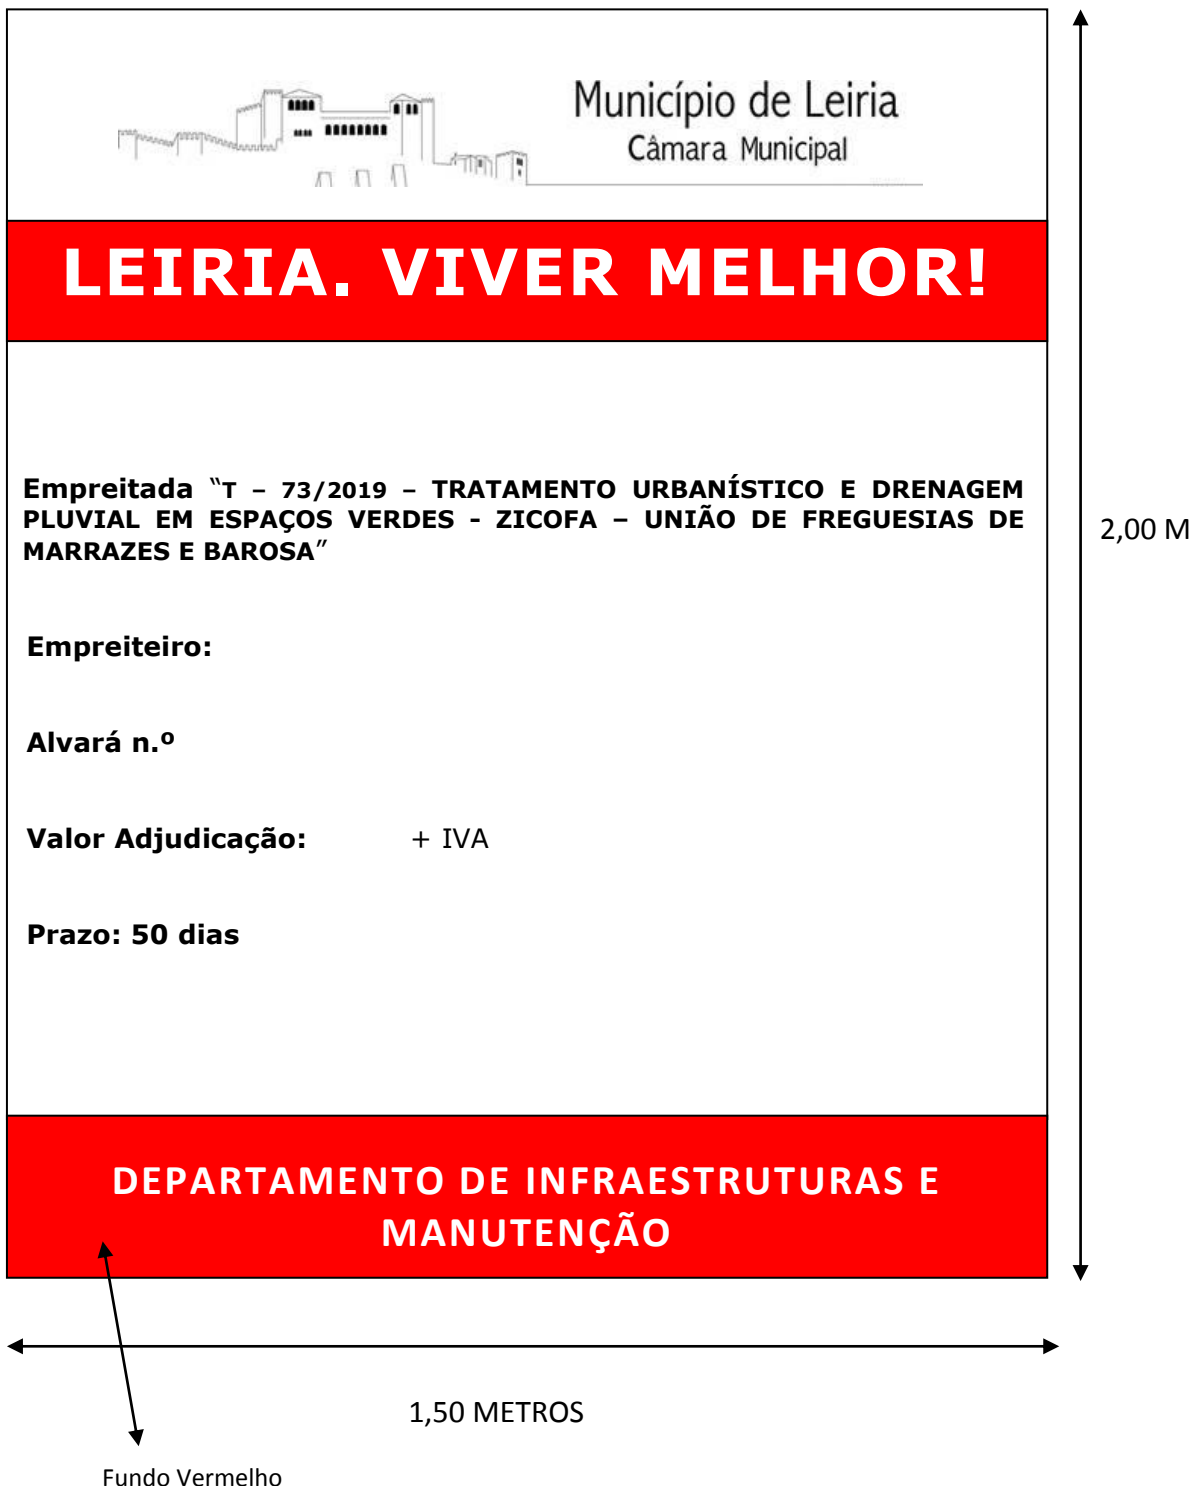 Município de Leiria
Câmara Municipal
LEIRIA. VIVER MELHOR!
Empreitada “T – 73/2019 – TRATAMENTO URBANÍSTICO E DRENAGEM
PLUVIAL EM ESPAÇOS VERDES - ZICOFA – UNIÃO DE FREGUESIAS DE
MARRAZES E BAROSA”
2,00 M
Empreiteiro:
Alvará n.º
Valor Adjudicação: + IVA
Prazo: 50 dias
DEPARTAMENTO DE INFRAESTRUTURAS E
MANUTENÇÃO
1,50 METROS
Fundo Vermelho